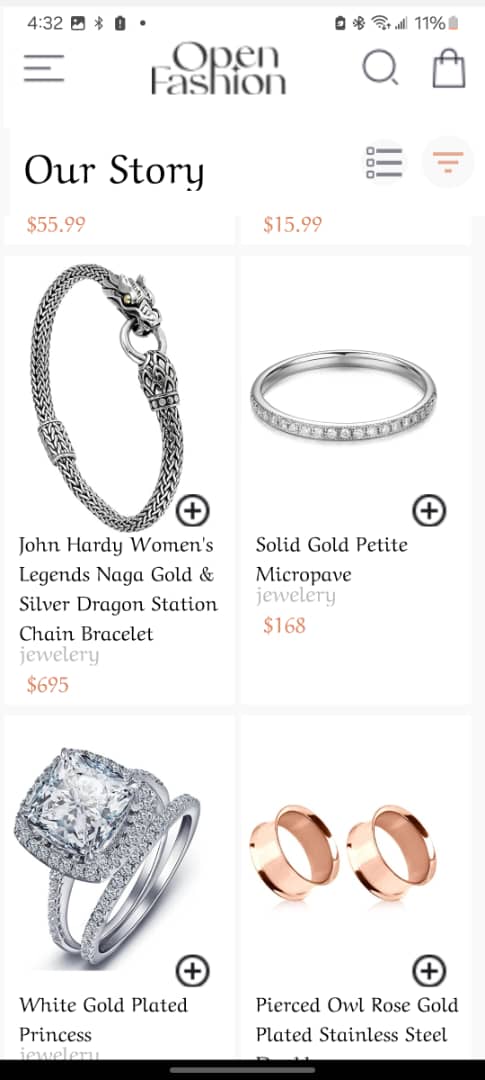 4:32
11%
Open
Fashion
Our Story
$55.99
$15.99
John Hardy Women's
Legends Naga Gold &
Silver Dragon Station
Chain Bracelet
jewelery
$695
Solid Gold Petite
Micropave
jewelery
$168
White Gold Plated
Princess
jewelery
Pierced Owl Rose Gold
Plated Stainless Steel